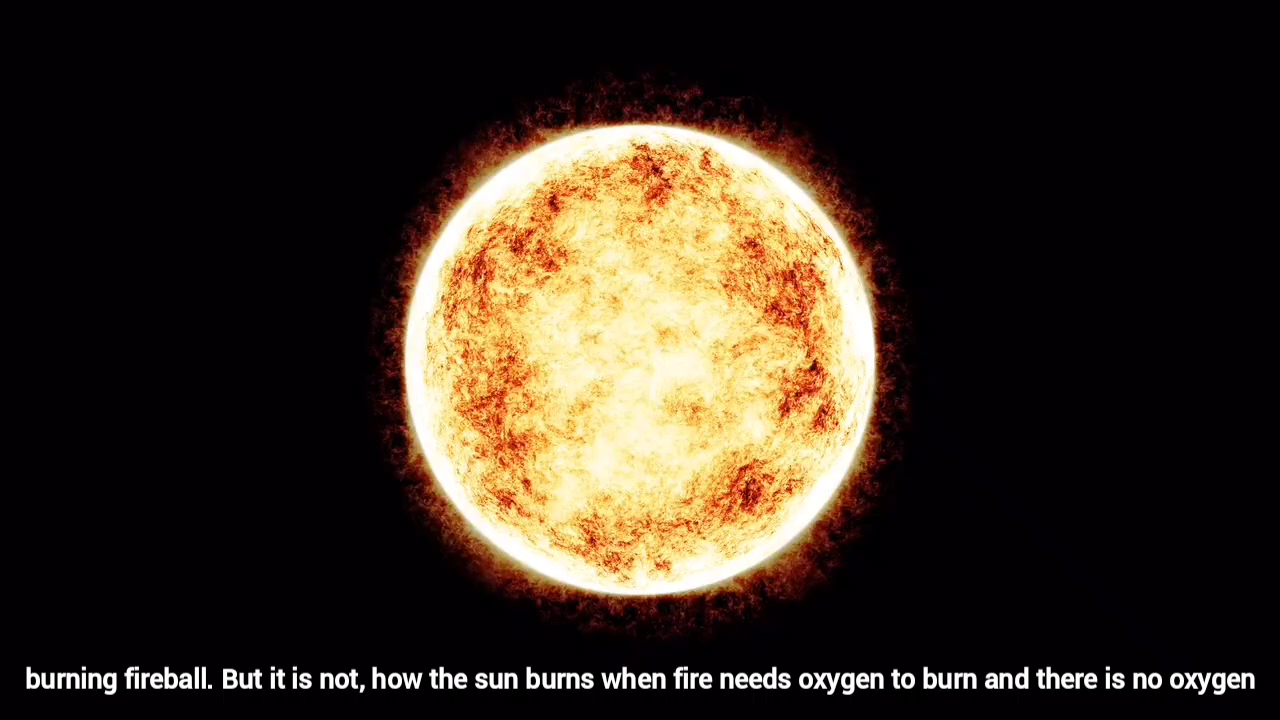 burning fireball. But it is not, how the sun burns when fire needs oxygen to burn and there is no oxygen